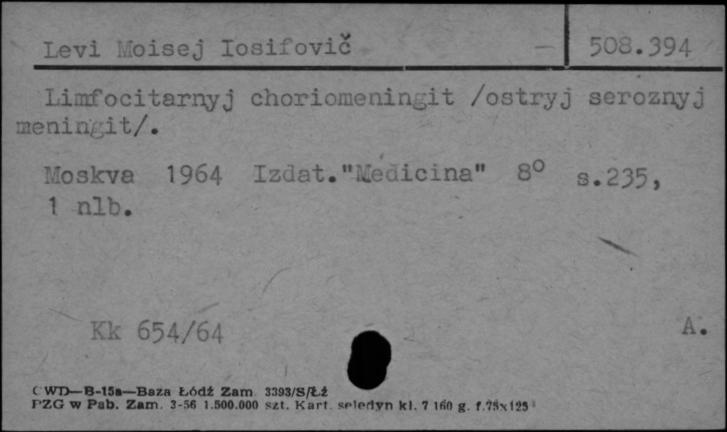 Levi Moisej Iosifovič - 508.394
Limfocitarnyj choriomeningit /ostryj seroznyj
meningit/.
Moskva 1964 Izdat."Medicina" 8° s.235,
1 nlb.
Kk 654/64 A.
CWD—B-15a—Baza Łódź Zam. 3393/S/Łż
PZG w Pab. Zam. 3-56 1.500.000 szt. Kart. seledyn kl. 7 160 g. f.75x125